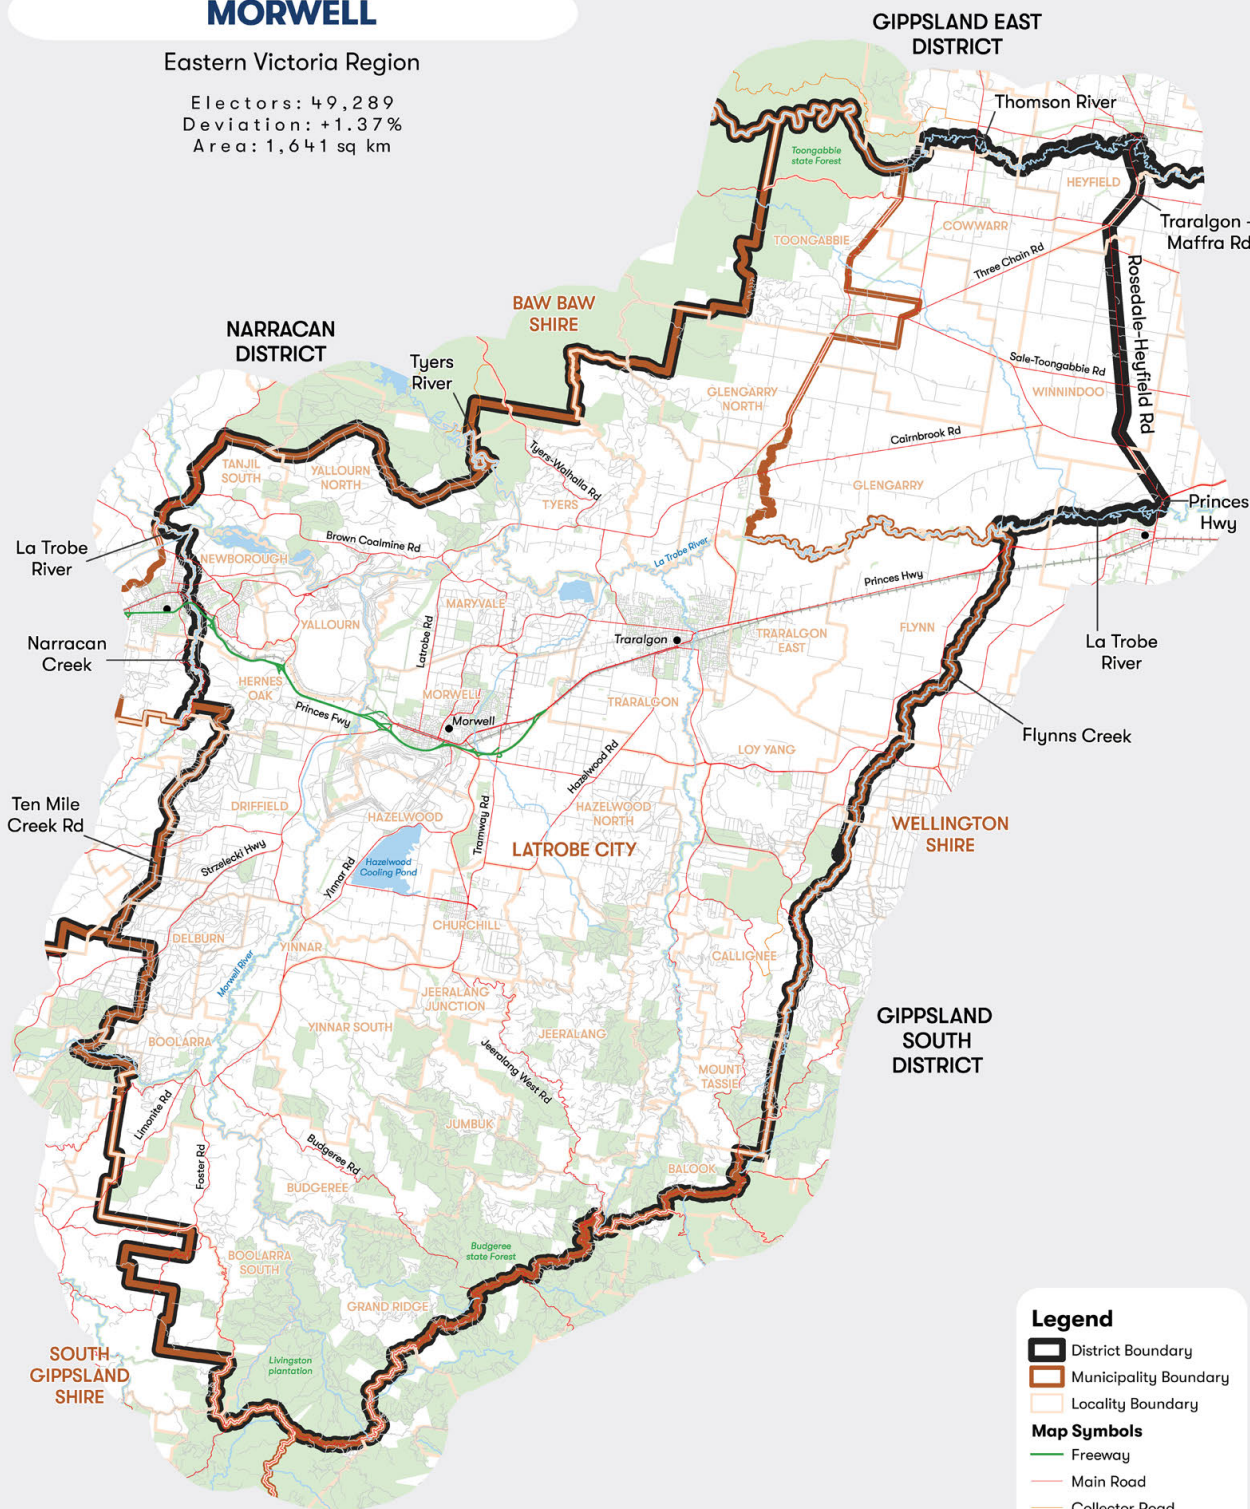 MORWELL
Eastern Victoria Region
Electors: 49,289
Deviation: +1.37%
Area: 1,641 sq km
GIPPSLAND EAST
DISTRICT
Thomson River
Toongabbie
state Forest
HEYFIELD
Traralgon -
Maffra Rd
TOONGABBIE
COWWARR
Three Chain Rd
Rosedale-Heyfield Rd
BAW BAW
SHIRE
NARRACAN
DISTRICT
Tyers
River
Sale-Toongabbie Rd
WINNINDOO
GLENGARRY
NORTH
Cairnbrook Rd
TANJIL
SOUTH
YALLOURN
NORTH
Tyers-Walhalla Rd
TYERS
GLENGARRY
Princes
Hwy
La Trobe
River
Brown Coalmine Rd
NEWBOROUGH
La Trobe River
Princes Hwy
MARYVALE
YALLOURN
Latrobe Rd
Traralgon
TRARALGON
EAST
FLYNN
La Trobe
River
Narracan
Creek
HERNES
OAK
MORWELL
TRARALGON
Princes Fwy
Morwell
Flynns Creek
LOY YANG
Hazelwood Rd
Ten Mile
Creek Rd
DRIFFIELD
HAZELWOOD
HAZELWOOD
NORTH
Tramway Rd
WELLINGTON
SHIRE
Strzelecki Hwy
Yinnar Rd
Hazelwood
Cooling Pond
LATROBE CITY
CHURCHILL
DELBURN
YINNAR
CALLIGNEE
Morwell River
JEERALANG
JUNCTION
YINNAR SOUTH
JEERALANG
BOOLARRA
GIPPSLAND
SOUTH
DISTRICT
Jeeralang West Rd
MOUNT
TASSIE
Limonite Rd
JUMBUK
Foster Rd
Budgeree Rd
BALOOK
BUDGEREE
BOOLARRA
SOUTH
Budgeree
state Forest
GRAND RIDGE
SOUTH
GIPPSLAND
SHIRE
Livingston
plantation
Legend
District Boundary
Municipality Boundary
Locality Boundary
Map Symbols
Freeway
Main Road
Collector Road